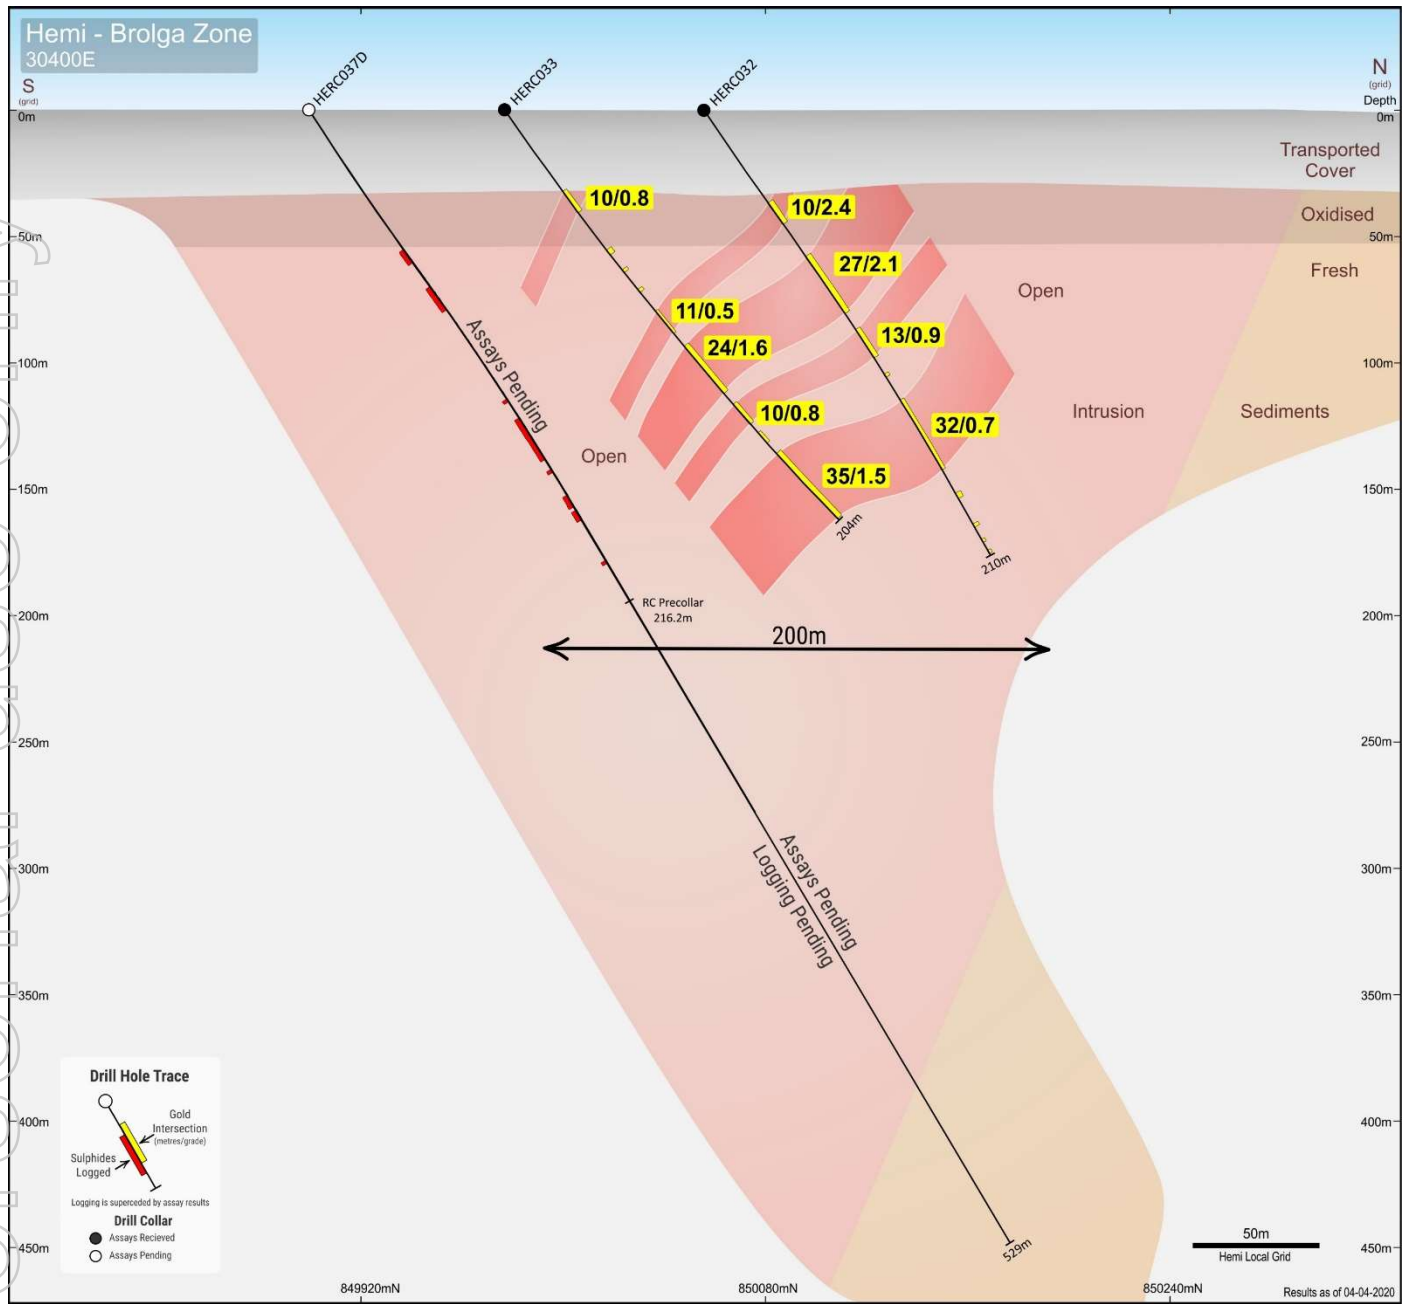 Hemi - Brolga Zone
30400E
S
(grid)
0m
50m
100m
150m
200m
250m
300m
350m
400m
450m
HERC037D
HERC033
HERC032
N
(grid)
Depth
0m
50m
100m
150m
200m
250m
300m
350m
400m
450m
Transported
Cover
Oxidised
Fresh
10/0.8
10/2.4
27/2.1
Open
11/0.5
24/1.6
13/0.9
Assays Pending
10/0.8
32/0.7
Intrusion
Sediments
Open
35/1.5
204m
210m
RC Precollar
216.2m
200m
Assays Pending
Logging Pending
529m
Drill Hole Trace
Gold
Intersection
(metres/grade)
Sulphides
Logged
Logging is superceded by assay results
Drill Collar
Assays Recieved
Assays Pending
50m
Hemi Local Grid
849920mN
850080mN
850240mN
Results as of 04-04-2020